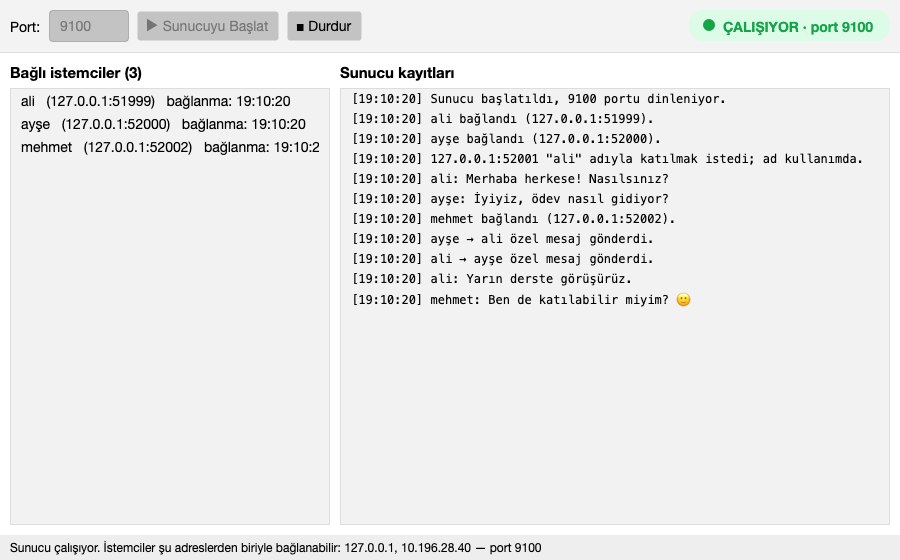 Port: 9100 ▶ Sunucuyu Başlat ■ Durdur ● ÇALIŞIYOR · port 9100
Bağlı istemciler (3)
ali (127.0.0.1:51999) bağlanma: 19:10:20
ayşe (127.0.0.1:52000) bağlanma: 19:10:20
mehmet (127.0.0.1:52002) bağlanma: 19:10:2
Sunucu kayıtları
[19:10:20] Sunucu başlatıldı, 9100 portu dinleniyor.
[19:10:20] ali bağlandı (127.0.0.1:51999).
[19:10:20] ayşe bağlandı (127.0.0.1:52000).
[19:10:20] 127.0.0.1:52001 "ali" adıyla katılmak istedi; ad kullanımda.
[19:10:20] ali: Merhaba herkese! Nasılsınız?
[19:10:20] ayşe: İyiyiz, ödev nasıl gidiyor?
[19:10:20] mehmet bağlandı (127.0.0.1:52002).
[19:10:20] ayşe → ali özel mesaj gönderdi.
[19:10:20] ali → ayşe özel mesaj gönderdi.
[19:10:20] ali: Yarın derste görüşürüz.
[19:10:20] mehmet: Ben de katılabilir miyim? 🙂
Sunucu çalışıyor. İstemciler şu adreslerden biriyle bağlanabilir: 127.0.0.1, 10.196.28.40 — port 9100